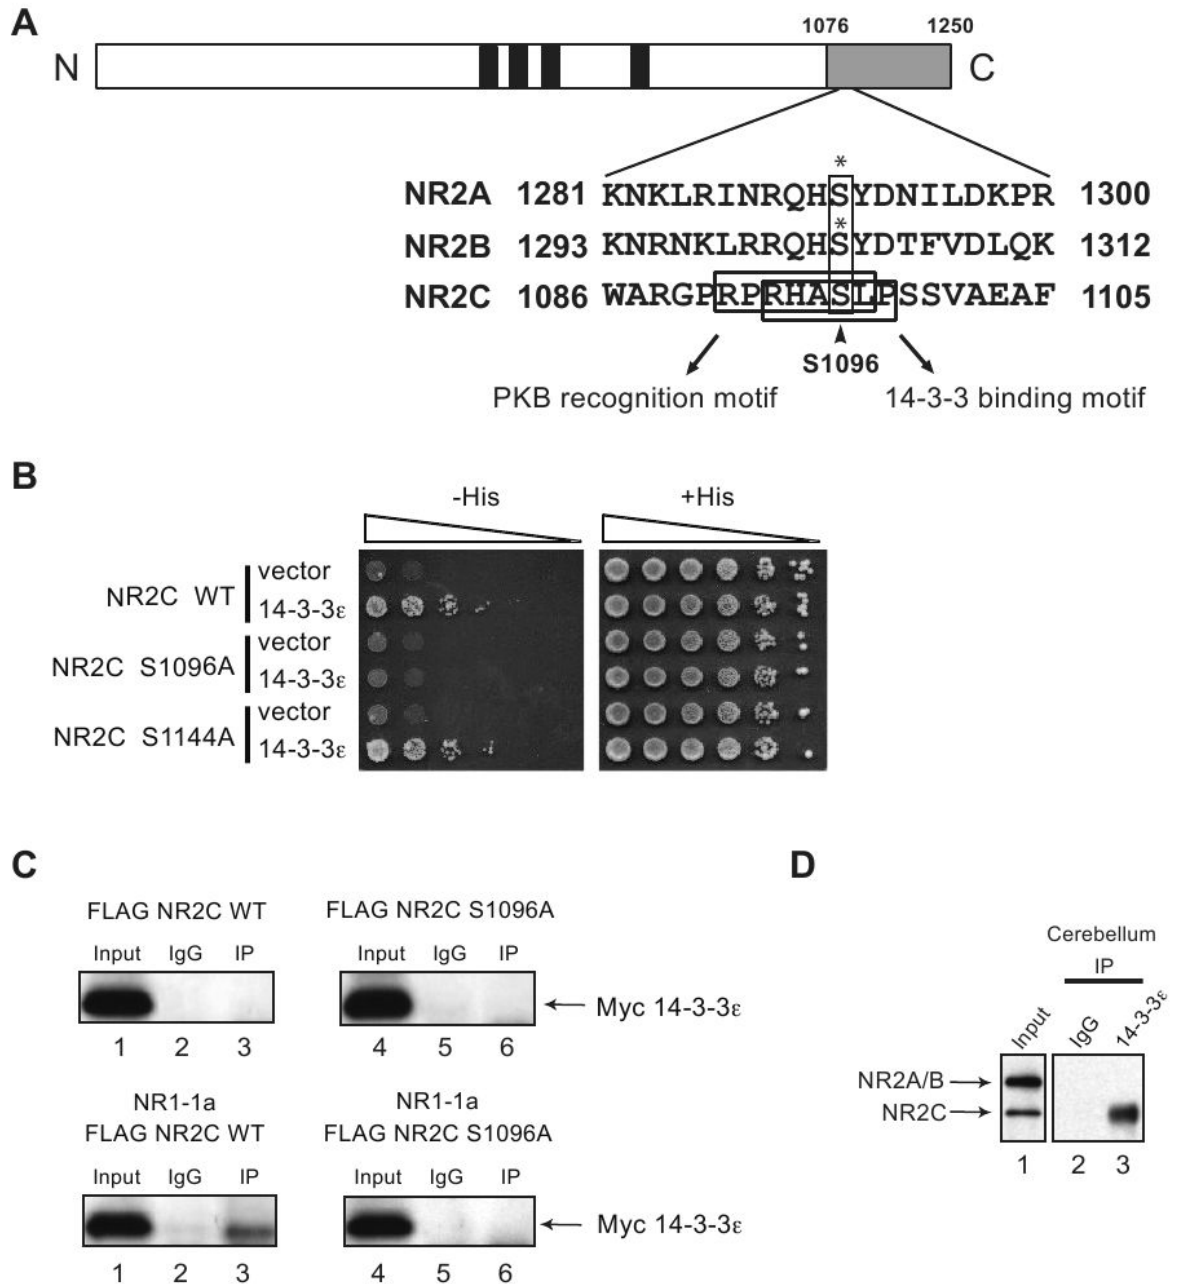 A
1076 1250
N C
*
NR2A 1281 KNKLRINRQHSYDNILDKPR 1300
*
NR2B 1293 KNRNKLRRQHSYDTFVDLQK 1312
NR2C 1086 WARGPRPRHASLPSSVAEAF 1105
S1096
PKB recognition motif 14-3-3 binding motif
B
-His +His
NR2C WT vector
14-3-3ε
NR2C S1096A vector
14-3-3ε
NR2C S1144A vector
14-3-3ε
C
FLAG NR2C WT FLAG NR2C S1096A
Input IgG IP Input IgG IP
Myc 14-3-3ε
1 2 3 4 5 6
NR1-1a NR1-1a
FLAG NR2C WT FLAG NR2C S1096A
Input IgG IP Input IgG IP
Myc 14-3-3ε
1 2 3 4 5 6
D
Cerebellum
IP
Input IgG 14-3-3ε
NR2A/B
NR2C
1 2 3